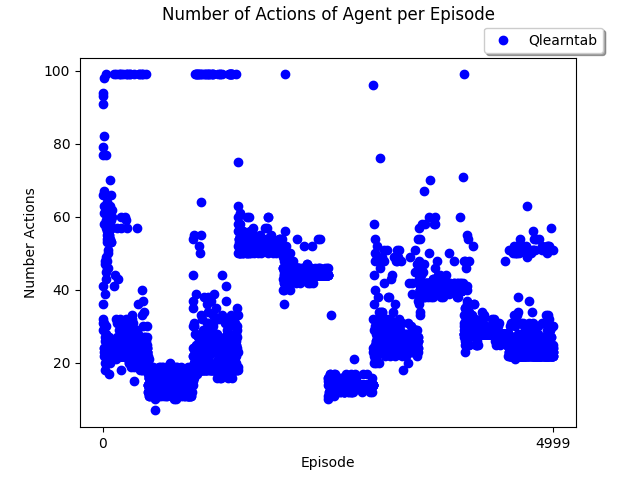 Number of Actions of Agent per Episode
Qlearntab
100
80
60
40
20
Number Actions
0
4999
Episode